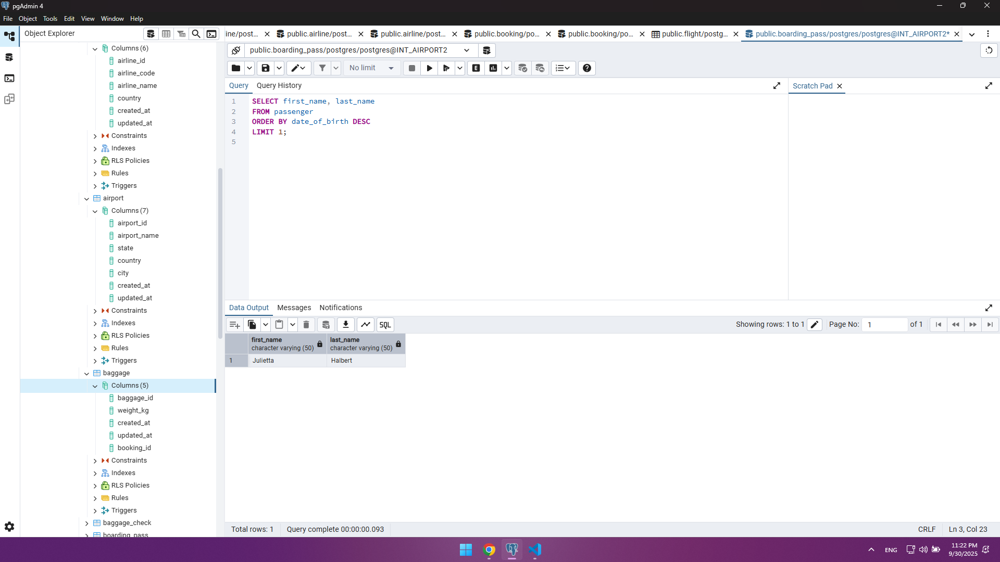 pgAdmin 4
File Object Tools Edit View Window Help
Object Explorer
Columns (6)
airline_id
airline_code
airline_name
country
created_at
updated_at
Constraints
Indexes
RLS Policies
Rules
Triggers
airport
Columns (7)
airport_id
airport_name
state
country
city
created_at
updated_at
Constraints
Indexes
RLS Policies
Rules
Triggers
baggage
Columns (5)
baggage_id
weight_kg
created_at
updated_at
booking_id
Constraints
Indexes
RLS Policies
Rules
Triggers
baggage_check
boarding_pass
ine/post... public.airline/post... public.airline/post... public.booking/po... public.booking/po... public.flight/postg... public.boarding_pass/postgres/postgres@INT_AIRPORT2*
public.boarding_pass/postgres/postgres@INT_AIRPORT2
No limit
E
Query Query History
Scratch Pad
1 SELECT first_name, last_name
2 FROM passenger
3 ORDER BY date_of_birth DESC
4 LIMIT 1;
5
Data Output Messages Notifications
SQL
Showing rows: 1 to 1 Page No: 1 of 1
first_name last_name
character varying (50) character varying (50)
1 Julietta Halbert
Total rows: 1 Query complete 00:00:00.093 CRLF Ln 3, Col 23
ENG
11:22 PM
9/30/2025